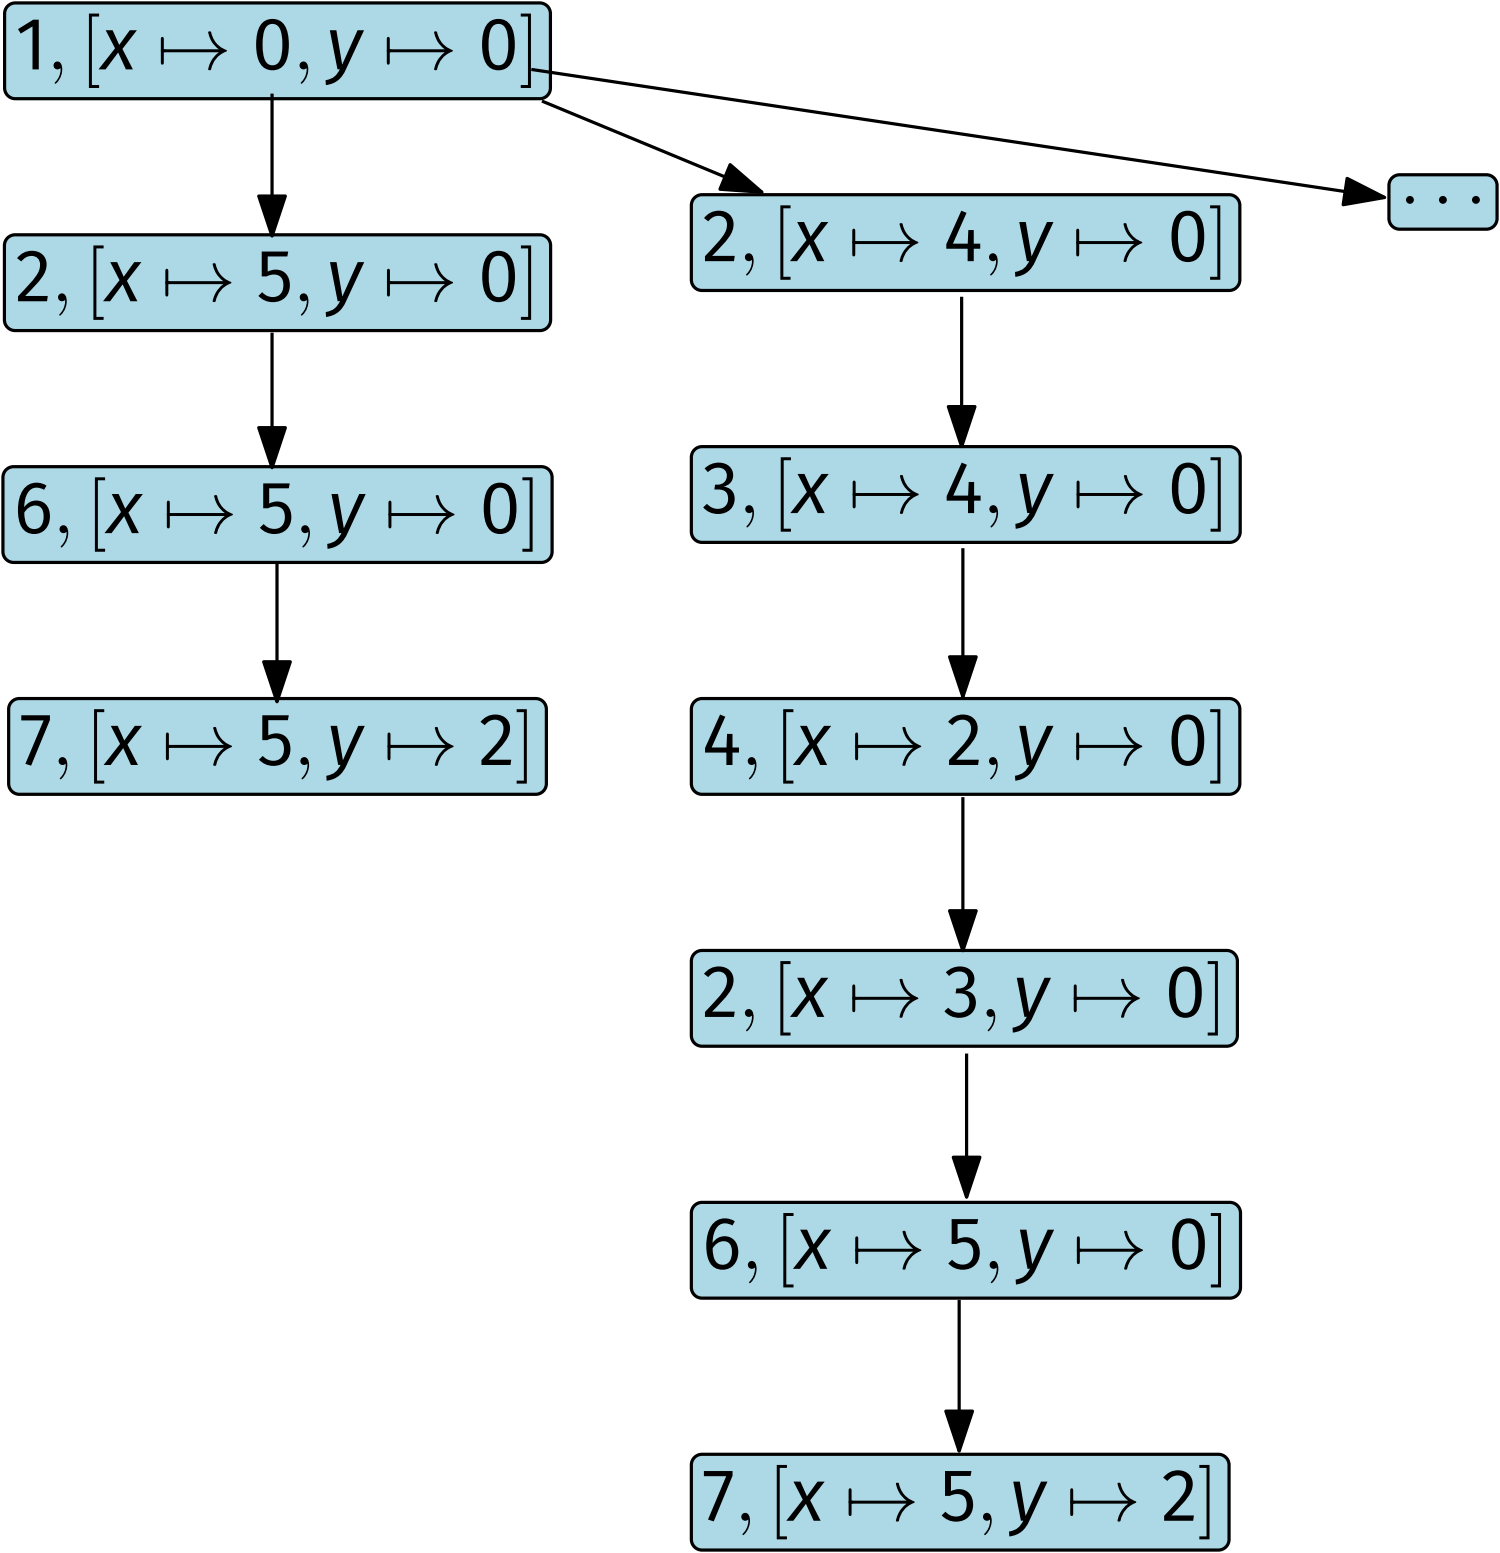 1, [x ↦ 0, y ↦ 0]
2, [x ↦ 5, y ↦ 0]
6, [x ↦ 5, y ↦ 0]
7, [x ↦ 5, y ↦ 2]
2, [x ↦ 4, y ↦ 0]
3, [x ↦ 4, y ↦ 0]
4, [x ↦ 2, y ↦ 0]
2, [x ↦ 3, y ↦ 0]
6, [x ↦ 5, y ↦ 0]
7, [x ↦ 5, y ↦ 2]
· · ·